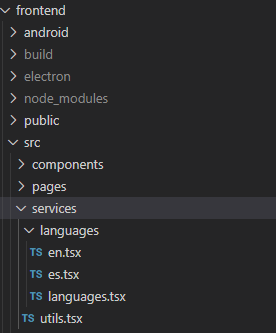 frontend
android
build
electron
node_modules
public
src
components
pages
services
languages
TS en.tsx
TS es.tsx
TS languages.tsx
TS utils.tsx